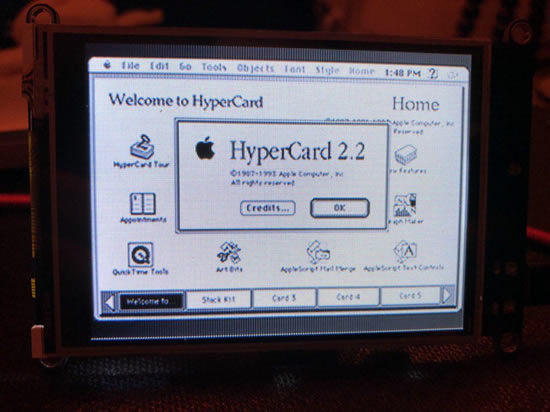 File Edit Go Tools Objects Font Style Home 1:48 PM
Welcome to HyperCard
Home
Apple Computer, Inc
Reserved
HyperCard 2.2
©1987-1993 Apple Computer, Inc
All rights reserved
Credits...
OK
HyperCard Tour
Features
Appointments
Maker
QuickTime Tools
Art Bits
AppleScript Mail Merge
AppleScript Text Controls
Welcome to
Stack Kit
Card 3
Card 4
Card 5